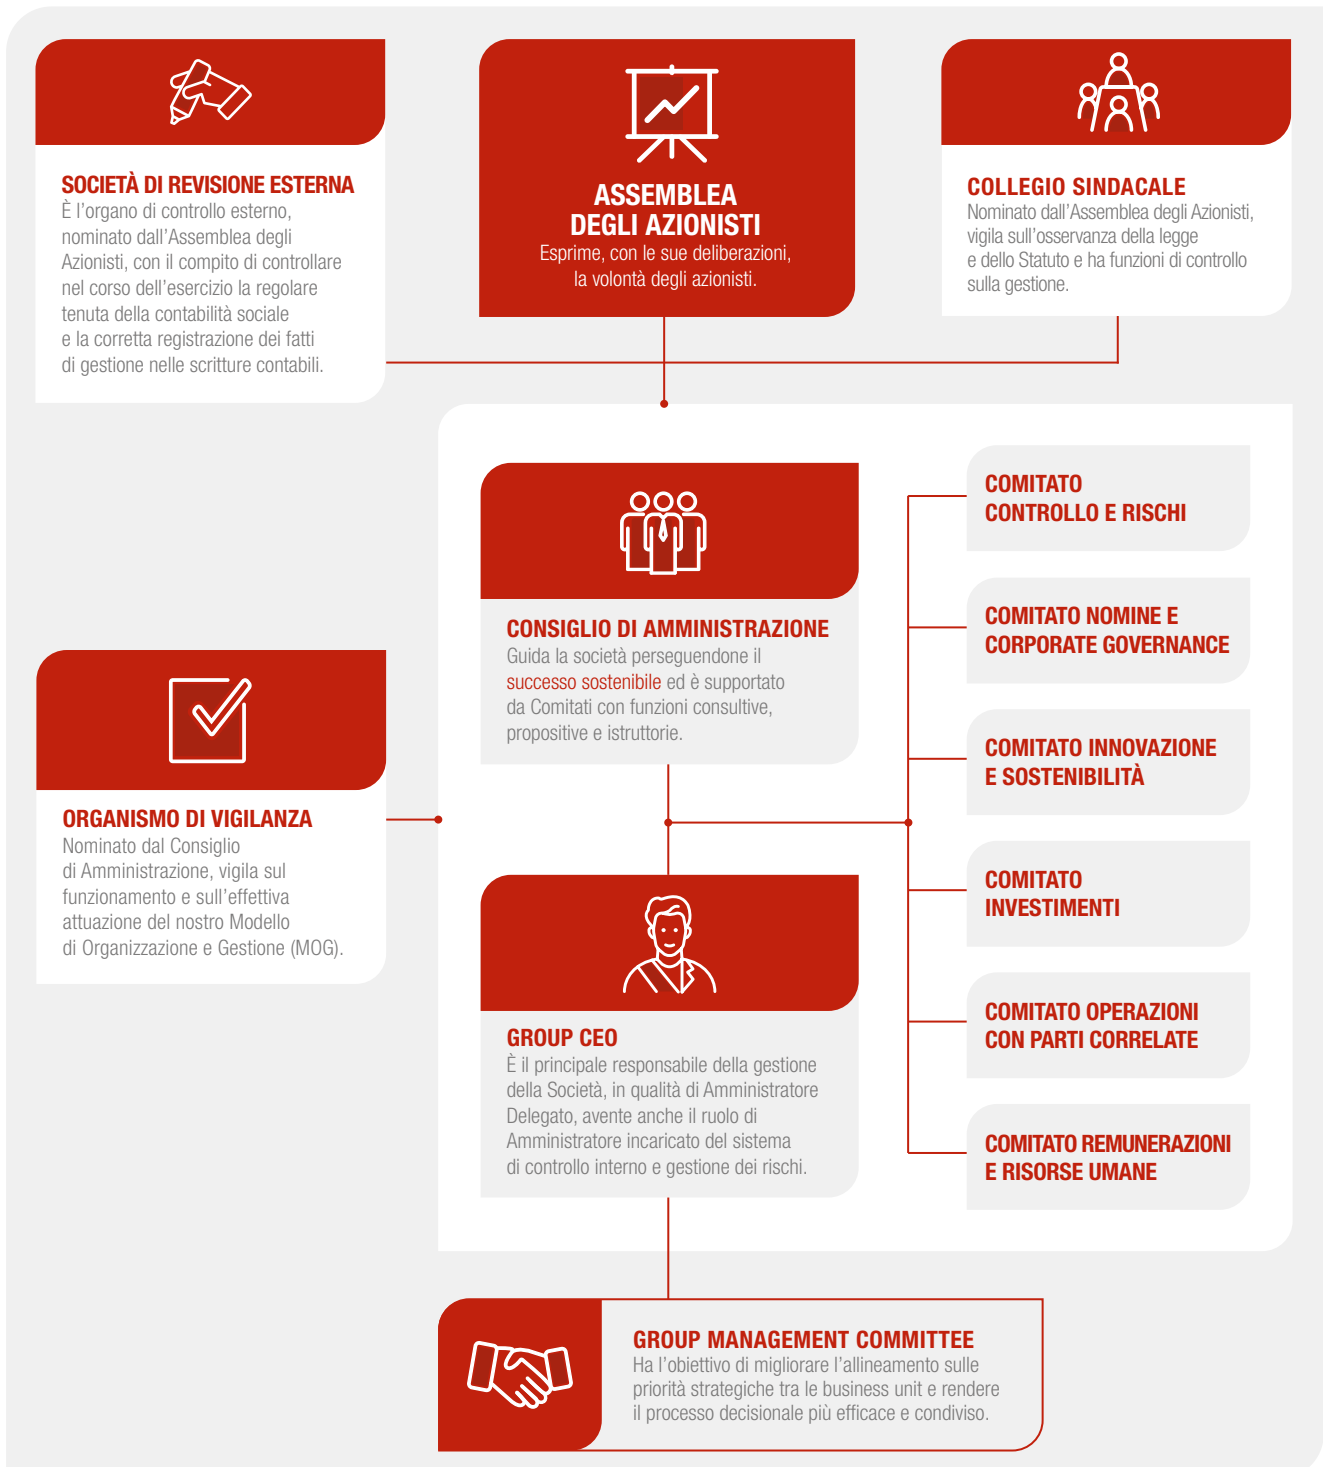 SOCIETÀ DI REVISIONE ESTERNA
È l'organo di controllo esterno,
nominato dall'Assemblea degli
Azionisti, con il compito di controllare
nel corso dell'esercizio la regolare
tenuta della contabilità sociale
e la corretta registrazione dei fatti
di gestione nelle scritture contabili.
ASSEMBLEA
DEGLI AZIONISTI
Esprime, con le sue deliberazioni,
la volontà degli azionisti.
COLLEGIO SINDACALE
Nominato dall'Assemblea degli Azionisti,
vigila sull'osservanza della legge
e dello Statuto e ha funzioni di controllo
sulla gestione.
ORGANISMO DI VIGILANZA
Nominato dal Consiglio
di Amministrazione, vigila sul
funzionamento e sull'effettiva
attuazione del nostro Modello
di Organizzazione e Gestione (MOG).
CONSIGLIO DI AMMINISTRAZIONE
Guida la società perseguendone il
successo sostenibile ed è supportato
da Comitati con funzioni consultive,
propositive e istruttorie.
GROUP CEO
È il principale responsabile della gestione
della Società, in qualità di Amministratore
Delegato, avente anche il ruolo di
Amministratore incaricato del sistema
di controllo interno e gestione dei rischi.
COMITATO
CONTROLLO E RISCHI
COMITATO NOMINE E
CORPORATE GOVERNANCE
COMITATO INNOVAZIONE
E SOSTENIBILITÀ
COMITATO
INVESTIMENTI
COMITATO OPERAZIONI
CON PARTI CORRELATE
COMITATO REMUNERAZIONI
E RISORSE UMANE
GROUP MANAGEMENT COMMITTEE
Ha l'obiettivo di migliorare l'allineamento sulle
priorità strategiche tra le business unit e rendere
il processo decisionale più efficace e condiviso.